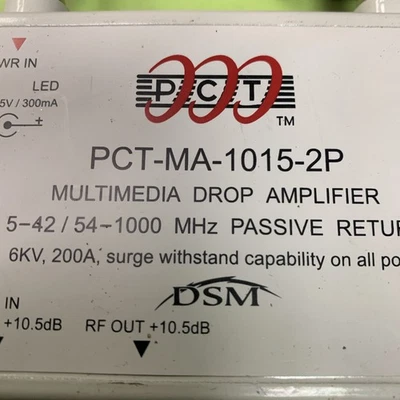 WR IN
LED
5V / 300mA
+
PCT
TM
PCT-MA-1015-2P
MULTIMEDIA DROP AMPLIFIER
5-42 / 54-1000 MHz PASSIVE RETUR
6KV, 200A, surge withstand capability on all po
DSM
IN
+10.5dB RF OUT +10.5dB